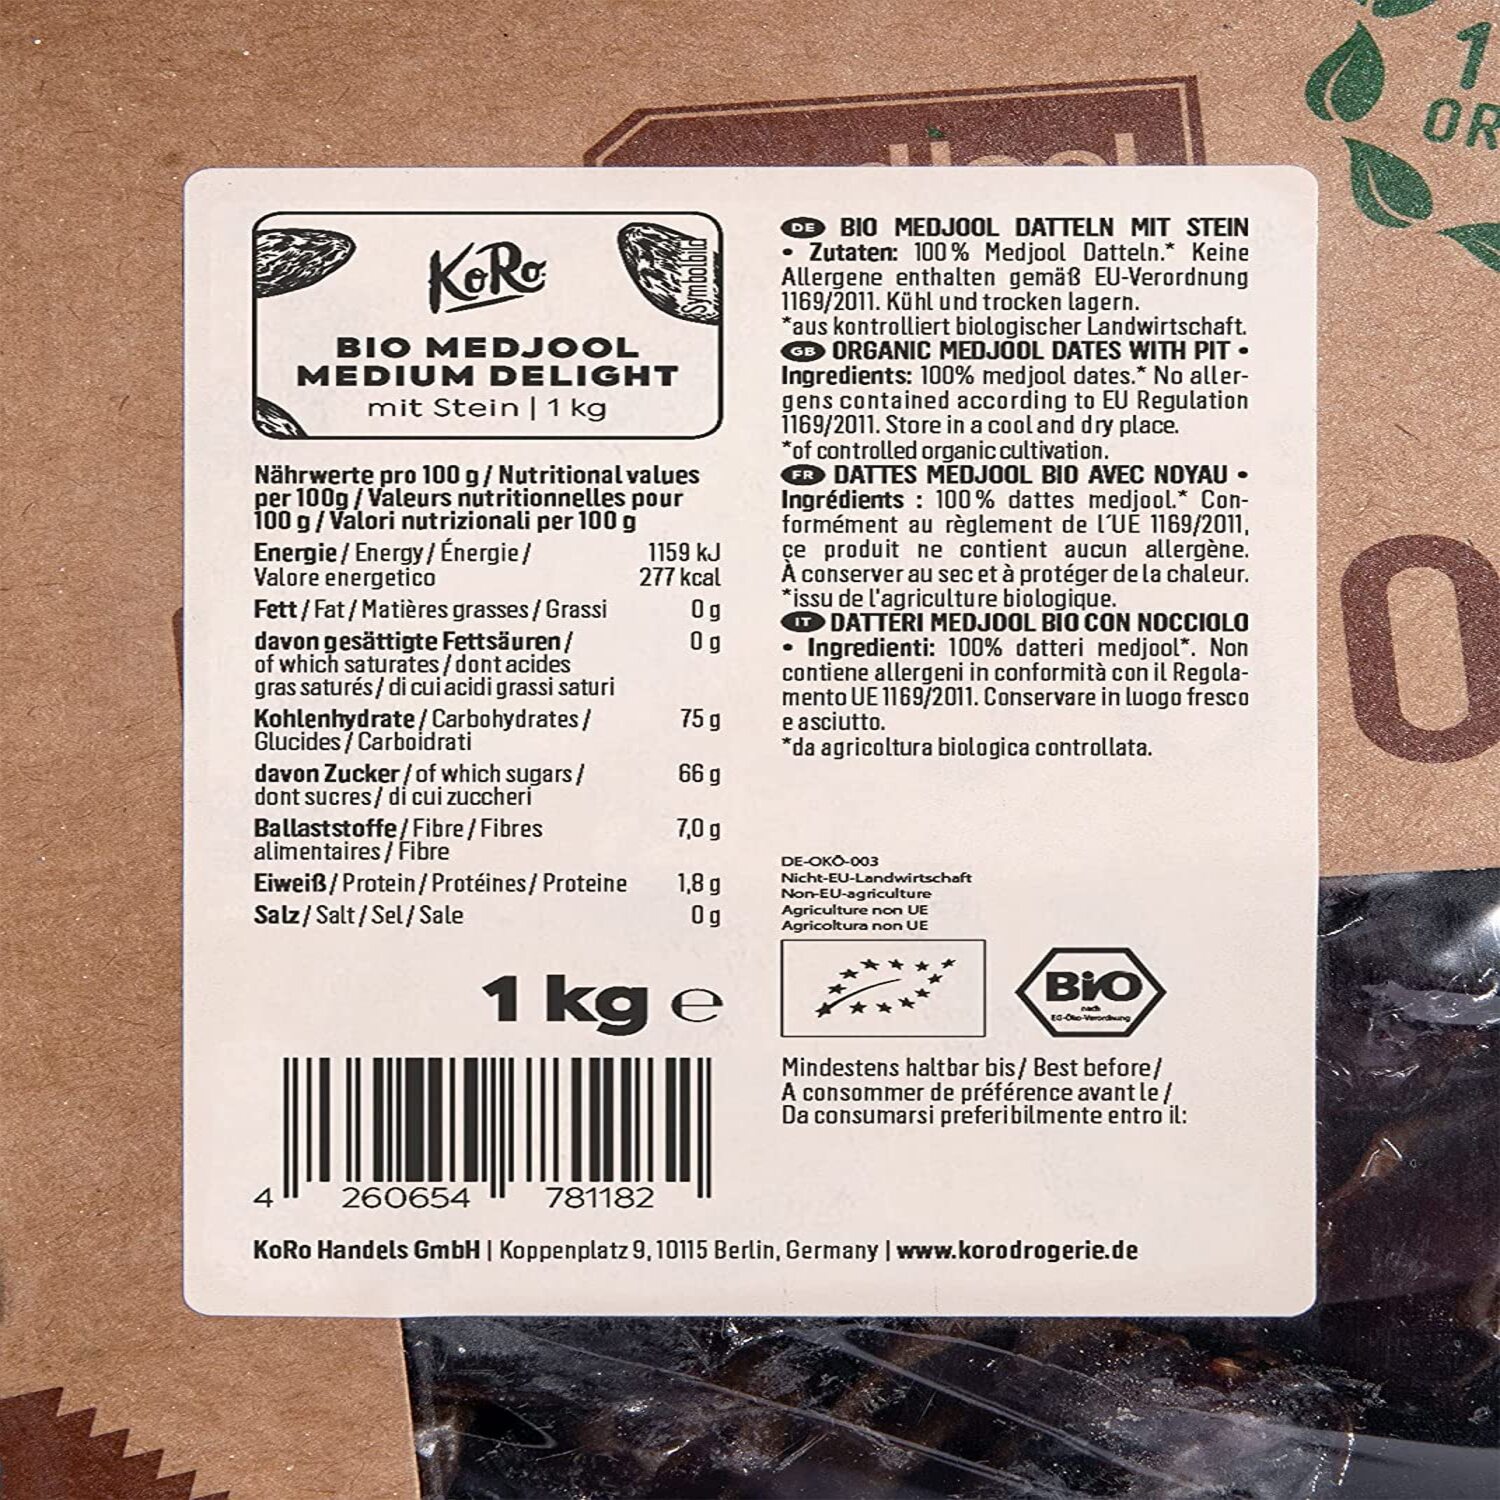 1
OR
KoRo
Symbolbild
BIO MEDJOOL
MEDIUM DELIGHT
mit Stein | 1 kg
Nährwerte pro 100 g / Nutritional values
per 100g / Valeurs nutritionnelles pour
100 g / Valori nutrizionali per 100 g
Energie / Energy / Énergie / 1159 kJ
Valore energetico 277 kcal
Fett / Fat / Matières grasses / Grassi 0 g
davon gesättigte Fettsäuren / 0 g
of which saturates / dont acides
gras saturés / di cui acidi grassi saturi
Kohlenhydrate / Carbohydrates / 75 g
Glucides / Carboidrati
davon Zucker / of which sugars / 66 g
dont sucres / di cui zuccheri
Ballaststoffe / Fibre / Fibres 7,0 g
alimentaires / Fibre
Eiweiß / Protein / Protéines / Proteine 1,8 g
Salz / Salt / Sel / Sale 0 g
1 kg e
4 260654 781182
DE BIO MEDJOOL DATTELN MIT STEIN
• Zutaten: 100 % Medjool Datteln.* Keine
Allergene enthalten gemäß EU-Verordnung
1169/2011. Kühl und trocken lagern.
*aus kontrolliert biologischer Landwirtschaft.
GB ORGANIC MEDJOOL DATES WITH PIT •
Ingredients: 100% medjool dates.* No aller-
gens contained according to EU Regulation
1169/2011. Store in a cool and dry place.
*of controlled organic cultivation.
FR DATTES MEDJOOL BIO AVEC NOYAU •
Ingrédients : 100 % dattes medjool.* Con-
formément au règlement de l´UE 1169/2011,
ce produit ne contient aucun allergène.
À conserver au sec et à protéger de la chaleur.
*issu de l'agriculture biologique.
IT DATTERI MEDJOOL BIO CON NOCCIOLO
• Ingredienti: 100% datteri medjool*. Non
contiene allergeni in conformità con il Regola-
mento UE 1169/2011. Conservare in luogo fresco
e asciutto.
*da agricoltura biologica controllata.
DE-ÖKO-003
Nicht-EU-Landwirtschaft
Non-EU-agriculture
Agriculture non UE
Agricoltura non UE
Bio
nach
EG-Öko-Verordnung
Mindestens haltbar bis / Best before /
A consommer de préférence avant le /
Da consumarsi preferibilmente entro il:
KoRo Handels GmbH | Koppenplatz 9, 10115 Berlin, Germany | www.korodrogerie.de